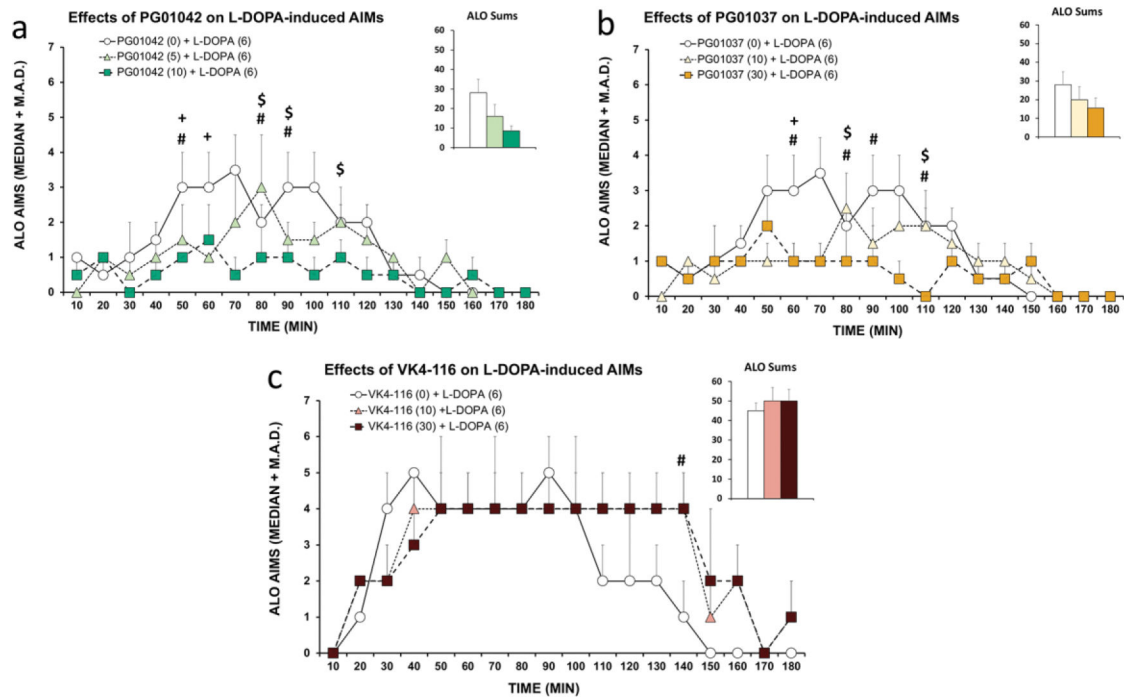 a
Effects of PG01042 on L-DOPA-induced AIMs
PG01042 (0) + L-DOPA (6)
PG01042 (5) + L-DOPA (6)
PG01042 (10) + L-DOPA (6)
ALO AIMS (MEDIAN + M.A.D.)
7
6
5
4
3
2
1
0
+
#
+
$
#
$
#
$
10 20 30 40 50 60 70 80 90 100 110 120 130 140 150 160 170 180
TIME (MIN)
ALO Sums
60
50
40
30
20
10
0
b
Effects of PG01037 on L-DOPA-induced AIMs
PG01037 (0) + L-DOPA (6)
PG01037 (10) + L-DOPA (6)
PG01037 (30) + L-DOPA (6)
ALO AIMS (MEDIAN + M.A.D.)
7
6
5
4
3
2
1
0
+
#
$
#
#
$
#
10 20 30 40 50 60 70 80 90 100 110 120 130 140 150 160 170 180
TIME (MIN)
ALO Sums
60
50
40
30
20
10
0
c
Effects of VK4-116 on L-DOPA-induced AIMs
VK4-116 (0) + L-DOPA (6)
VK4-116 (10) +L-DOPA (6)
VK4-116 (30) + L-DOPA (6)
ALO AIMS (MEDIAN + M.A.D.)
7
6
5
4
3
2
1
0
#
10 20 30 40 50 60 70 80 90 100 110 120 130 140 150 160 170 180
TIME (MIN)
ALO Sums
60
50
40
30
20
10
0